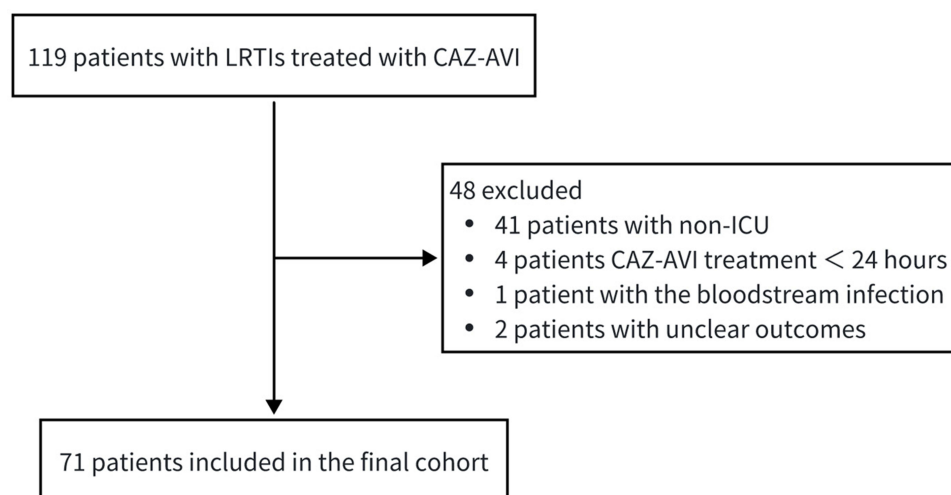 119 patients with LRTIs treated with CAZ-AVI
48 excluded
• 41 patients with non-ICU
• 4 patients CAZ-AVI treatment < 24 hours
• 1 patient with the bloodstream infection
• 2 patients with unclear outcomes
71 patients included in the final cohort